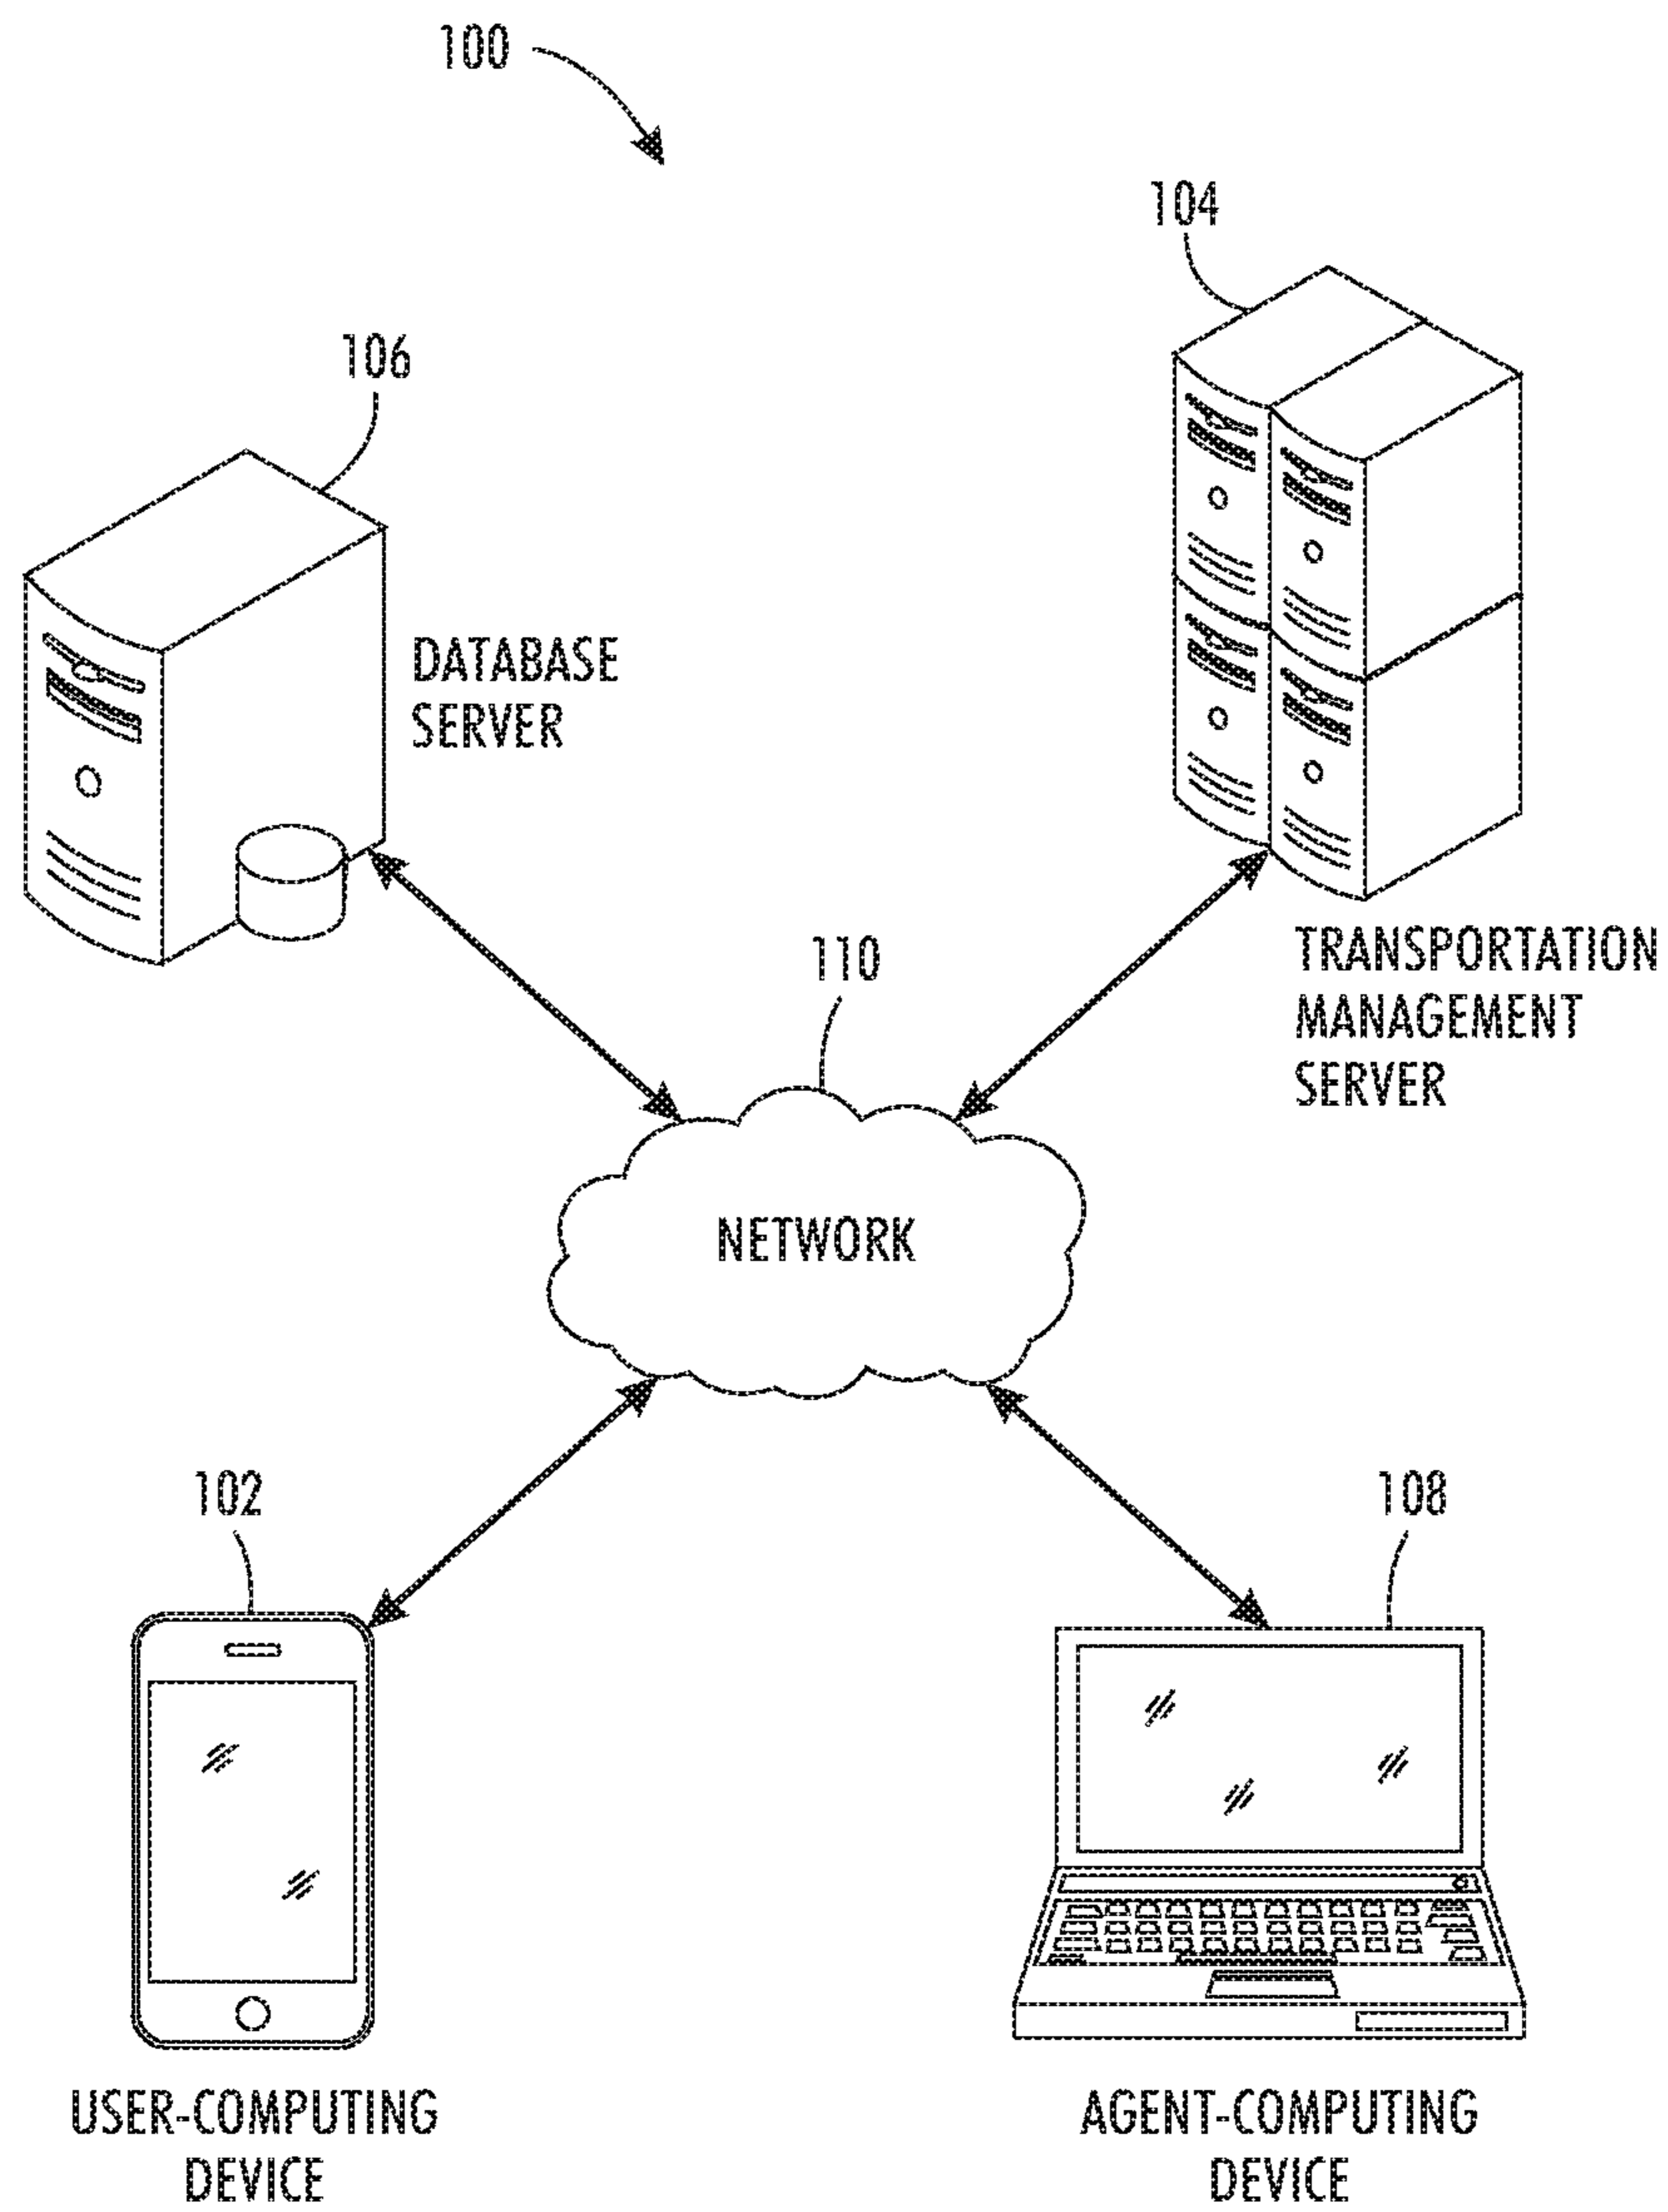 100
104
106
DATABASE
SERVER
110
TRANSPORTATION
MANAGEMENT
SERVER
NETWORK
102
108
USER-COMPUTING
DEVICE
AGENT-COMPUTING
DEVICE